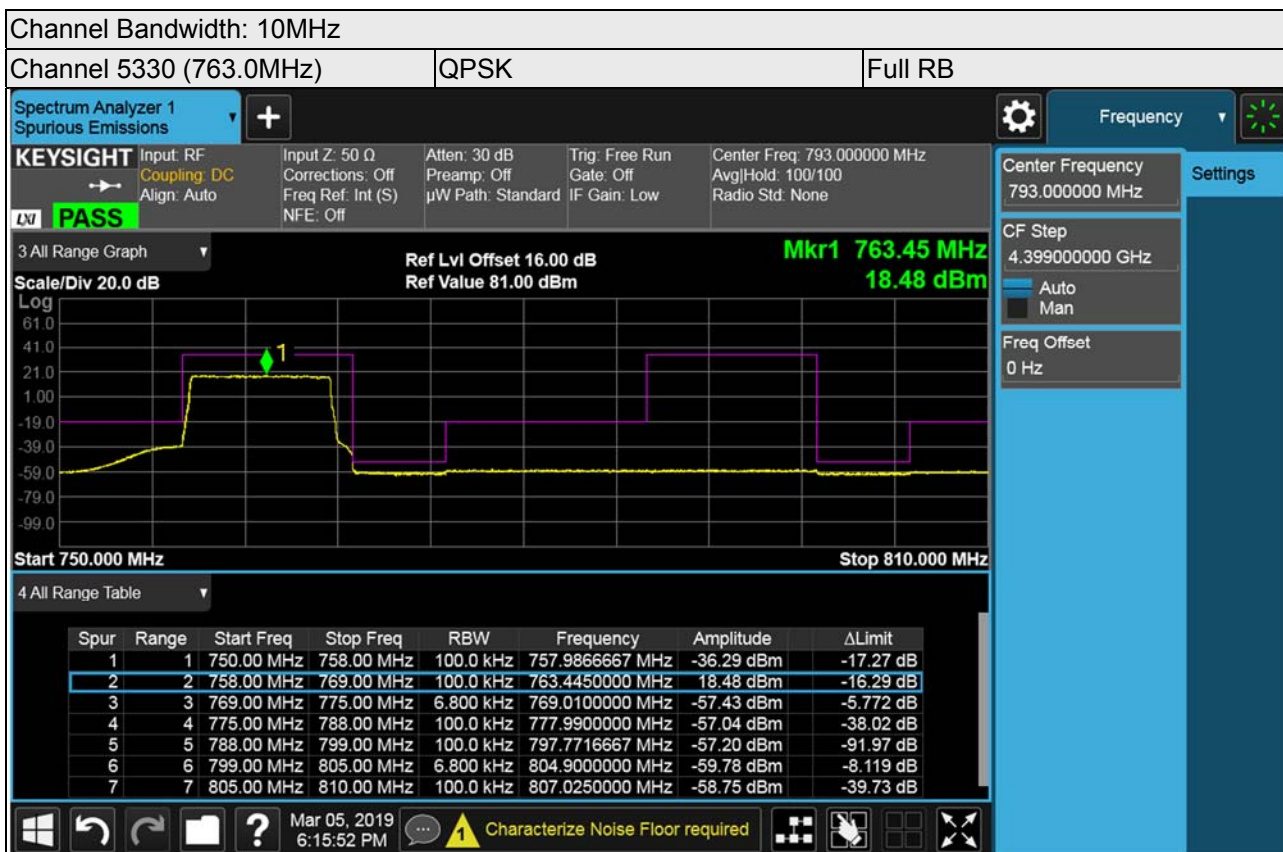 Channel Bandwidth: 10MHz
Channel 5330 (763.0MHz) QPSK Full RB
Spectrum Analyzer 1
Spurious Emissions
+
Frequency
KEYSIGHT
LXI
PASS
Input: RF
Coupling: DC
Align: Auto
Input Z: 50 Ω
Corrections: Off
Freq Ref: Int (S)
NFE: Off
Atten: 30 dB
Preamp: Off
µW Path: Standard
Trig: Free Run
Gate: Off
IF Gain: Low
Center Freq: 793.000000 MHz
Avg|Hold: 100/100
Radio Std: None
Center Frequency
793.000000 MHz
Settings
CF Step
4.399000000 GHz
Auto
Man
Freq Offset
0 Hz
3 All Range Graph
Scale/Div 20.0 dB
Ref Lvl Offset 16.00 dB
Ref Value 81.00 dBm
Mkr1 763.45 MHz
18.48 dBm
Log
61.0
41.0
21.0
1.00
-19.0
-39.0
-59.0
-79.0
-99.0
1
Start 750.000 MHz Stop 810.000 MHz
4 All Range Table
Spur Range Start Freq Stop Freq RBW Frequency Amplitude ΔLimit
1 1 750.00 MHz 758.00 MHz 100.0 kHz 757.9866667 MHz -36.29 dBm -17.27 dB
2 2 758.00 MHz 769.00 MHz 100.0 kHz 763.4450000 MHz 18.48 dBm -16.29 dB
3 3 769.00 MHz 775.00 MHz 6.800 kHz 769.0100000 MHz -57.43 dBm -5.772 dB
4 4 775.00 MHz 788.00 MHz 100.0 kHz 777.9900000 MHz -57.04 dBm -38.02 dB
5 5 788.00 MHz 799.00 MHz 100.0 kHz 797.7716667 MHz -57.20 dBm -91.97 dB
6 6 799.00 MHz 805.00 MHz 6.800 kHz 804.9000000 MHz -59.78 dBm -8.119 dB
7 7 805.00 MHz 810.00 MHz 100.0 kHz 807.0250000 MHz -58.75 dBm -39.73 dB
?
Mar 05, 2019
6:15:52 PM
1
Characterize Noise Floor required